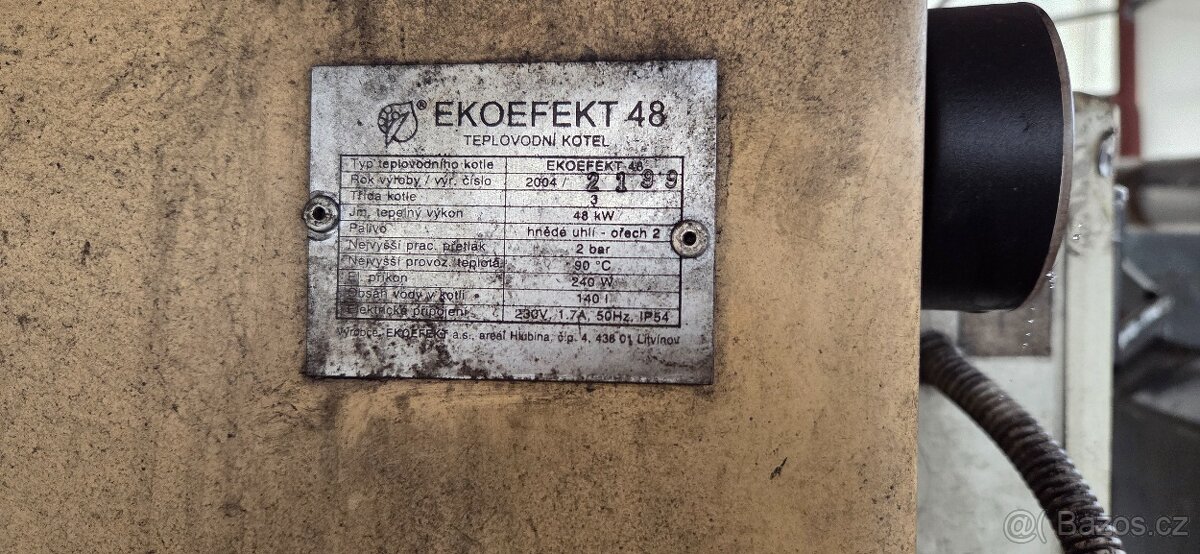 ® EKOEFEKT 48
TEPLOVODNÍ KOTEL
Typ teplovodního kotle EKOEFEKT 48
Rok výroby / výr. číslo 2004 / 2199
Třída kotle 3
Jm. tepelný výkon 48 kW
Palivo hnědé uhlí - ořech 2
Nejvyšší prac. přetlak 2 bar
Nejvyšší provoz. teplota 90 °C
El. příkon 240 W
Obsah vody v kotli 140 l
Elektrické připojení 230V, 1.7A, 50Hz, IP54
Výrobce: EKOEFEKT a.s., areál Hlubina, č.p. 4, 436 01 Litvínov
Bazos.cz